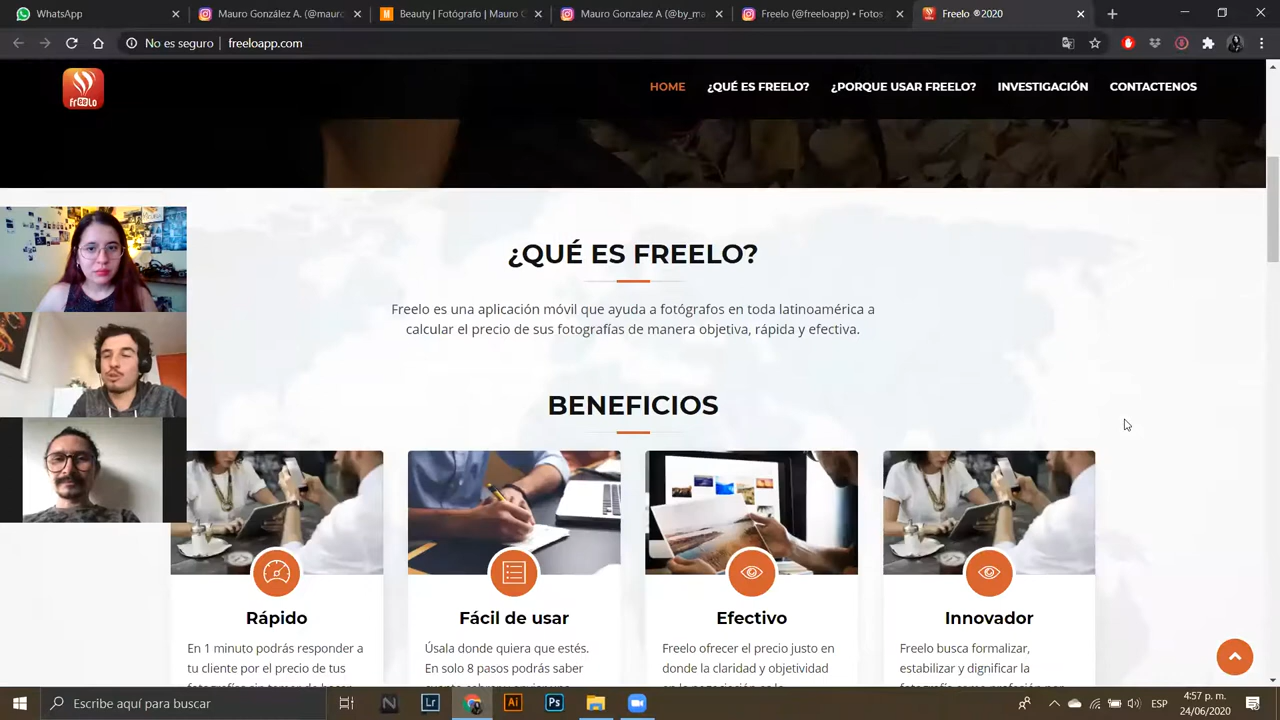 WhatsApp
Mauro González A. (@mauro
Beauty | Fotógrafo | Mauro G
Mauro Gonzalez A (@by_ma
Freelo (@freeloapp) • Fotos
Freelo ®2020
No es seguro
freeloapp.com
freelo
HOME
¿QUÉ ES FREELO?
¿PORQUE USAR FREELO?
INVESTIGACIÓN
CONTACTENOS
¿QUÉ ES FREELO?
Freelo es una aplicación móvil que ayuda a fotógrafos en toda latinoamérica a
calcular el precio de sus fotografías de manera objetiva, rápida y efectiva.
BENEFICIOS
Rápido
En 1 minuto podrás responder a
tu cliente por el precio de tus
Fácil de usar
Úsala donde quiera que estés.
En solo 8 pasos podrás saber
Efectivo
Freelo ofrecer el precio justo en
donde la claridad y objetividad
Innovador
Freelo busca formalizar,
estabilizar y dignificar la
Escribe aquí para buscar
N
Lr
Ai
Ps
ESP
4:57 p. m.
24/06/2020